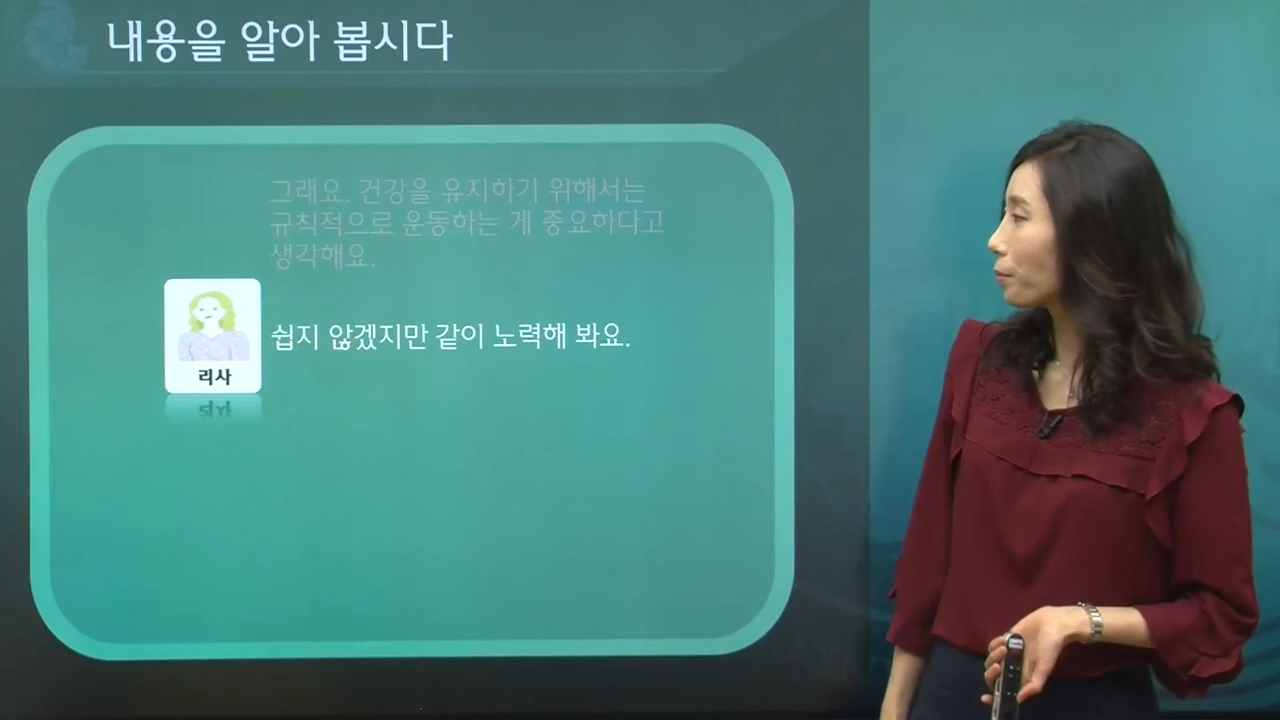 내용을 알아 봅시다
그래요. 건강을 유지하기 위해서는
규칙적으로 운동하는 게 중요하다고
생각해요.
쉽지 않겠지만 같이 노력해 봐요.
리사